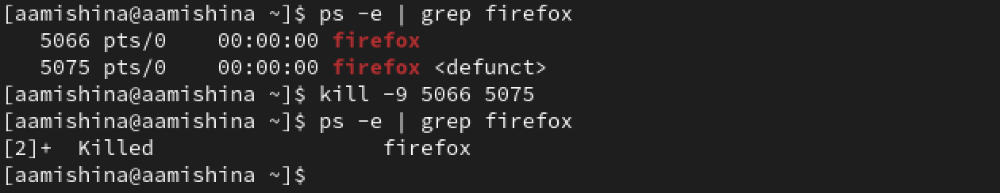 [aamishina@aamishina ~]$ ps -e | grep firefox
   5066 pts/0    00:00:00 firefox
   5075 pts/0    00:00:00 firefox <defunct>
[aamishina@aamishina ~]$ kill -9 5066 5075
[aamishina@aamishina ~]$ ps -e | grep firefox
[2]+  Killed                  firefox
[aamishina@aamishina ~]$